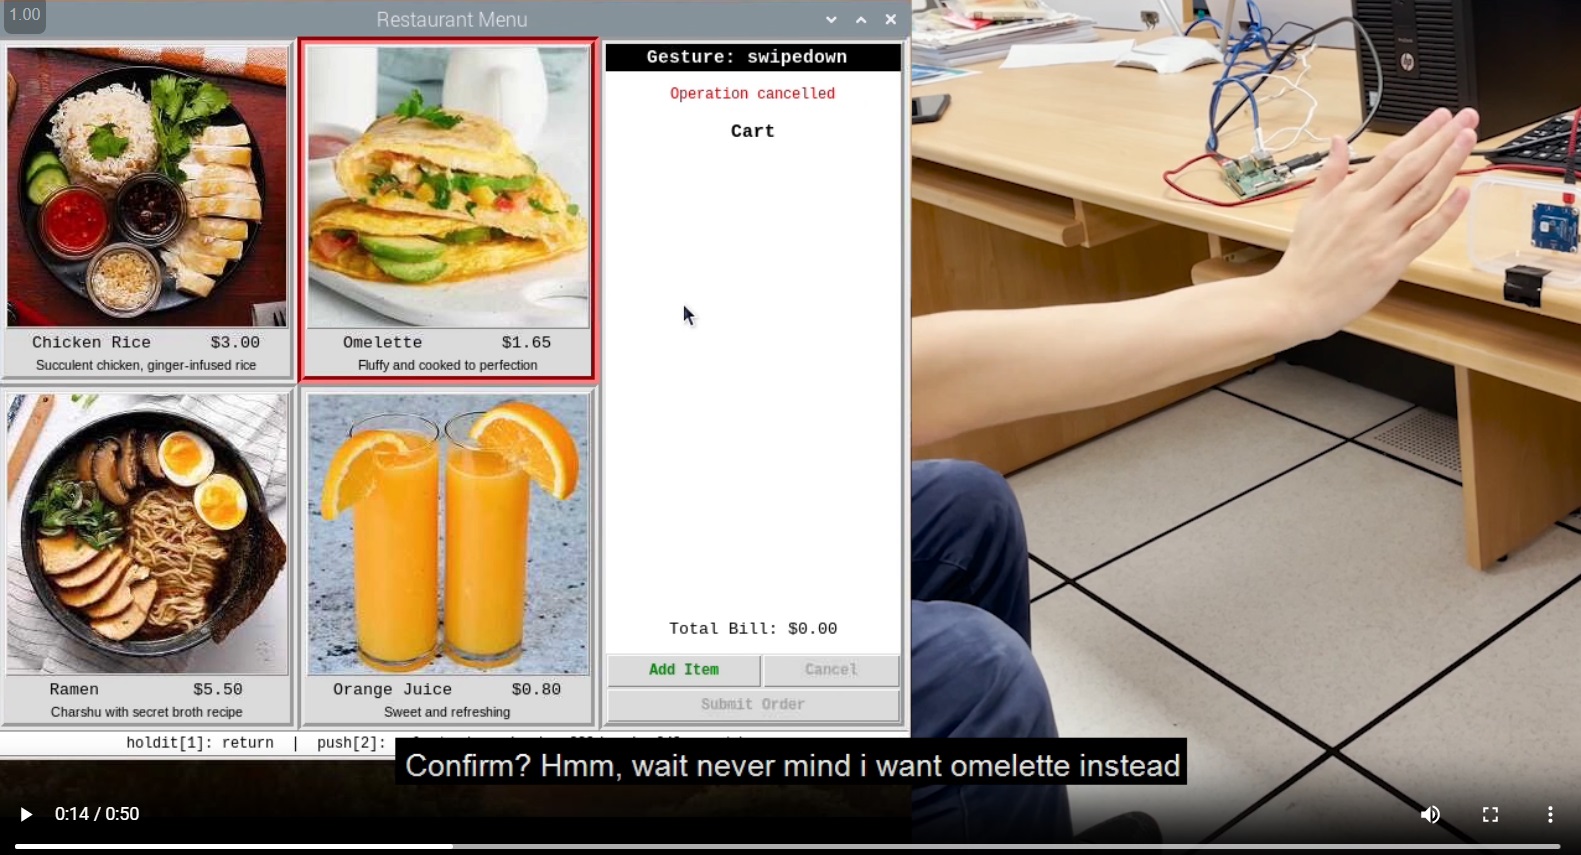 1.00
Restaurant Menu
Gesture: swipedown
Operation cancelled
Cart
Chicken Rice $3.00
Succulent chicken, ginger-infused rice
Omelette $1.65
Fluffy and cooked to perfection
Ramen $5.50
Charshu with secret broth recipe
Orange Juice $0.80
Sweet and refreshing
Total Bill: $0.00
Add Item Cancel
Submit Order
holdit[1]: return | push[2]:
Confirm? Hmm, wait never mind i want omelette instead
0:14 / 0:50
hp